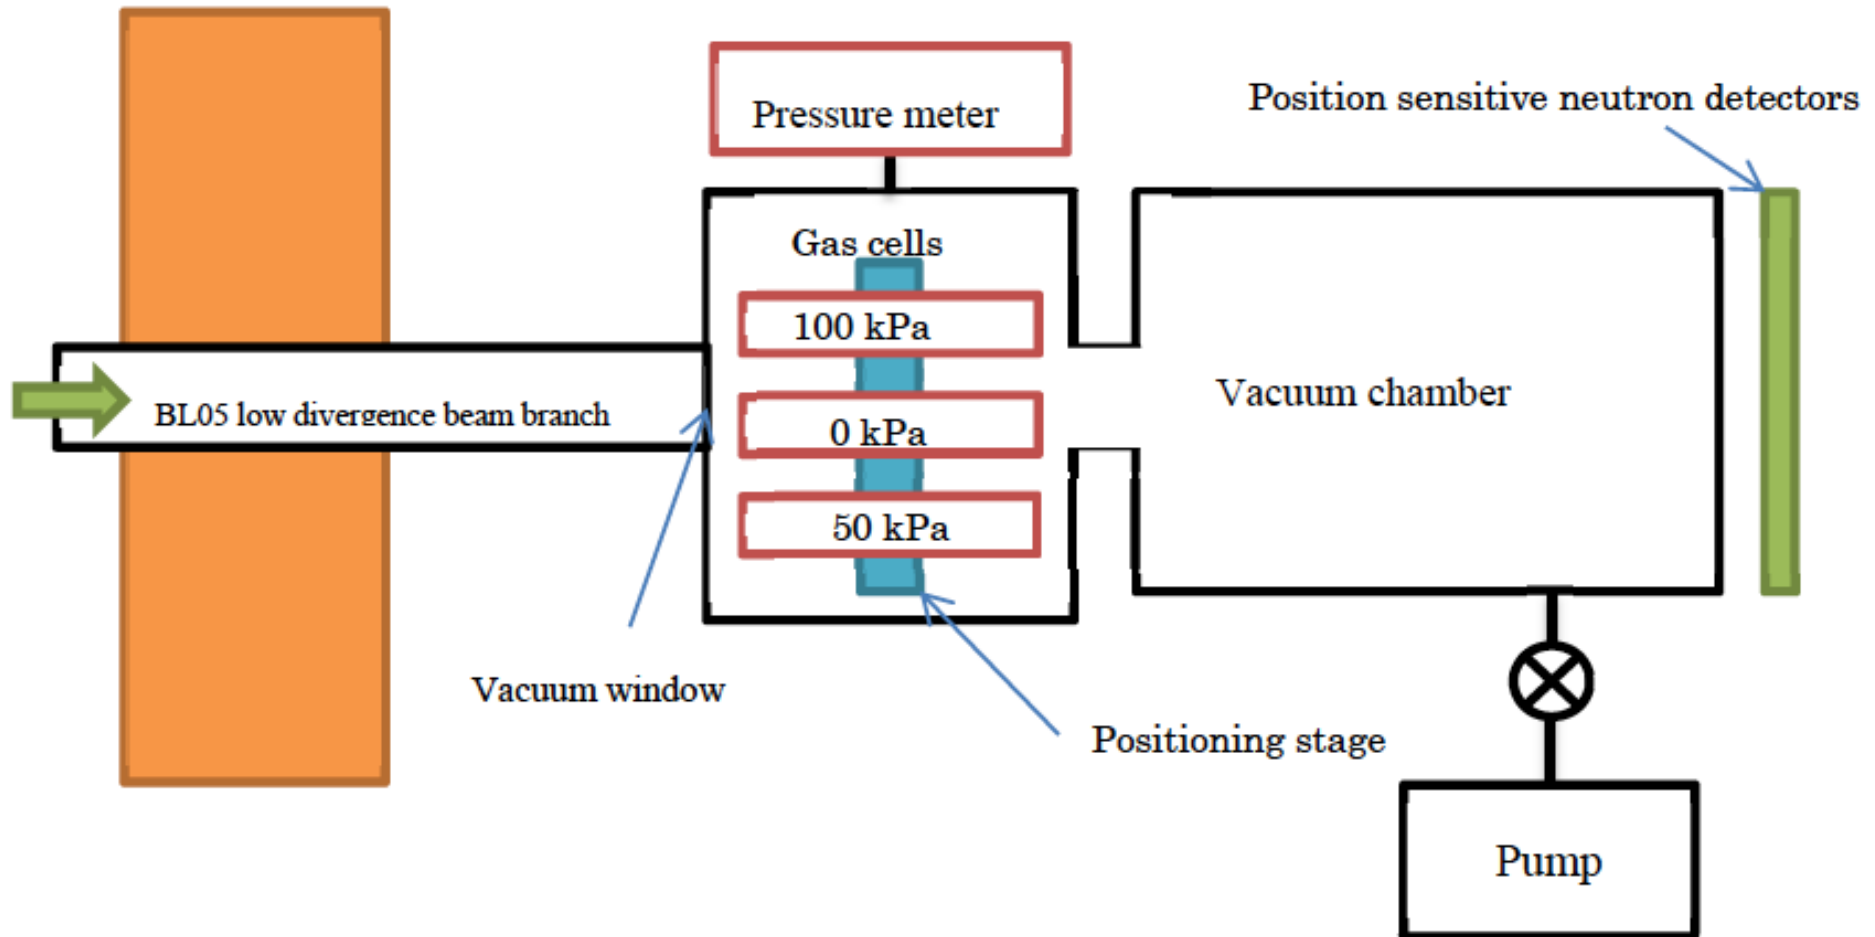 Pressure meter
Position sensitive neutron detectors
Gas cells
100 kPa
BL05 low divergence beam branch
0 kPa
Vacuum chamber
50 kPa
Vacuum window
Positioning stage
Pump